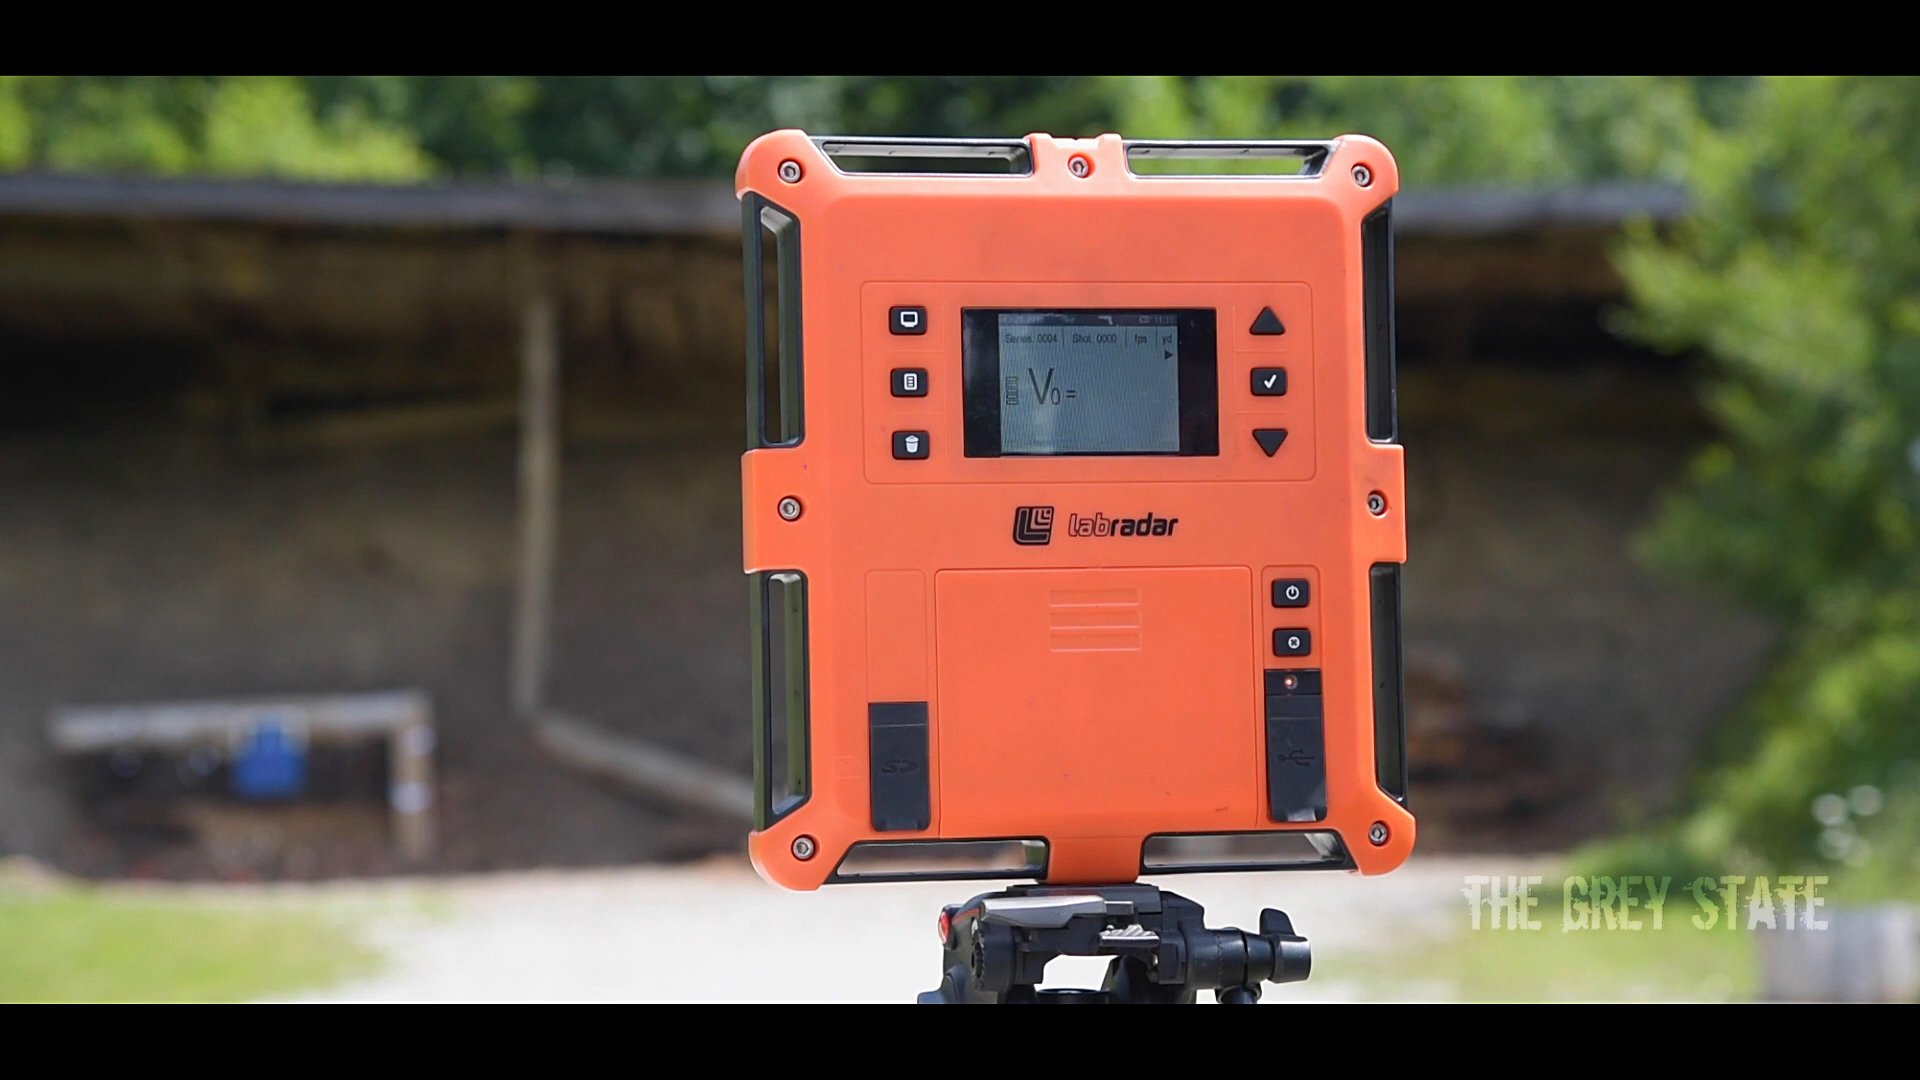 Series: 0004 Shot: 0000 fps yd
V0 =
labradar
THE GREY STATE